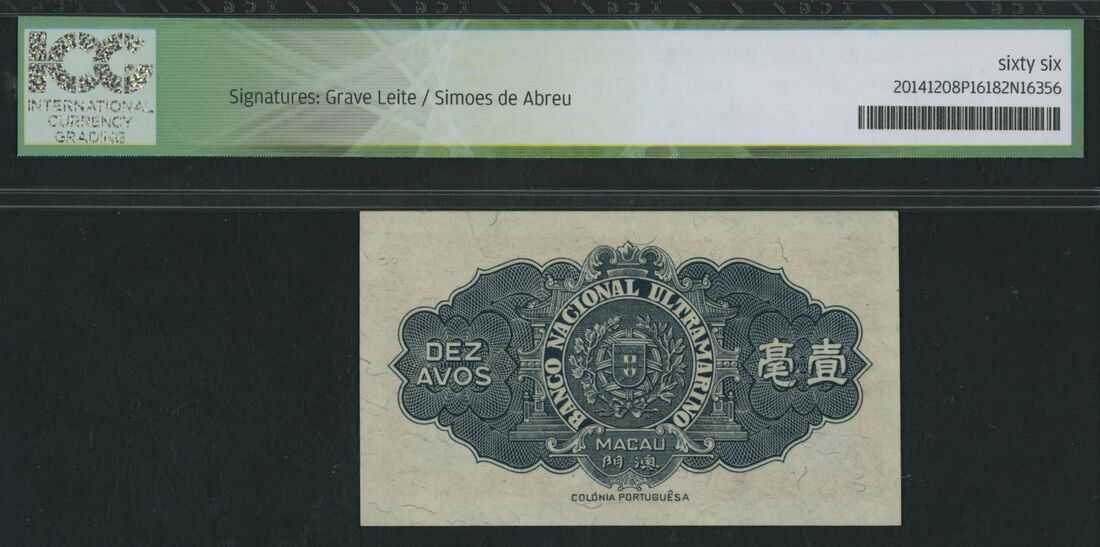 ICG
INTERNATIONAL
CURRENCY
GRADING
Signatures: Grave Leite / Simoes de Abreu
sixty six
20141208P16182N16356
BANCO NACIONAL ULTRAMARINO
DEZ
AVOS
毫壹
MACAU
門澳
COLÓNIA PORTUGUÊSA